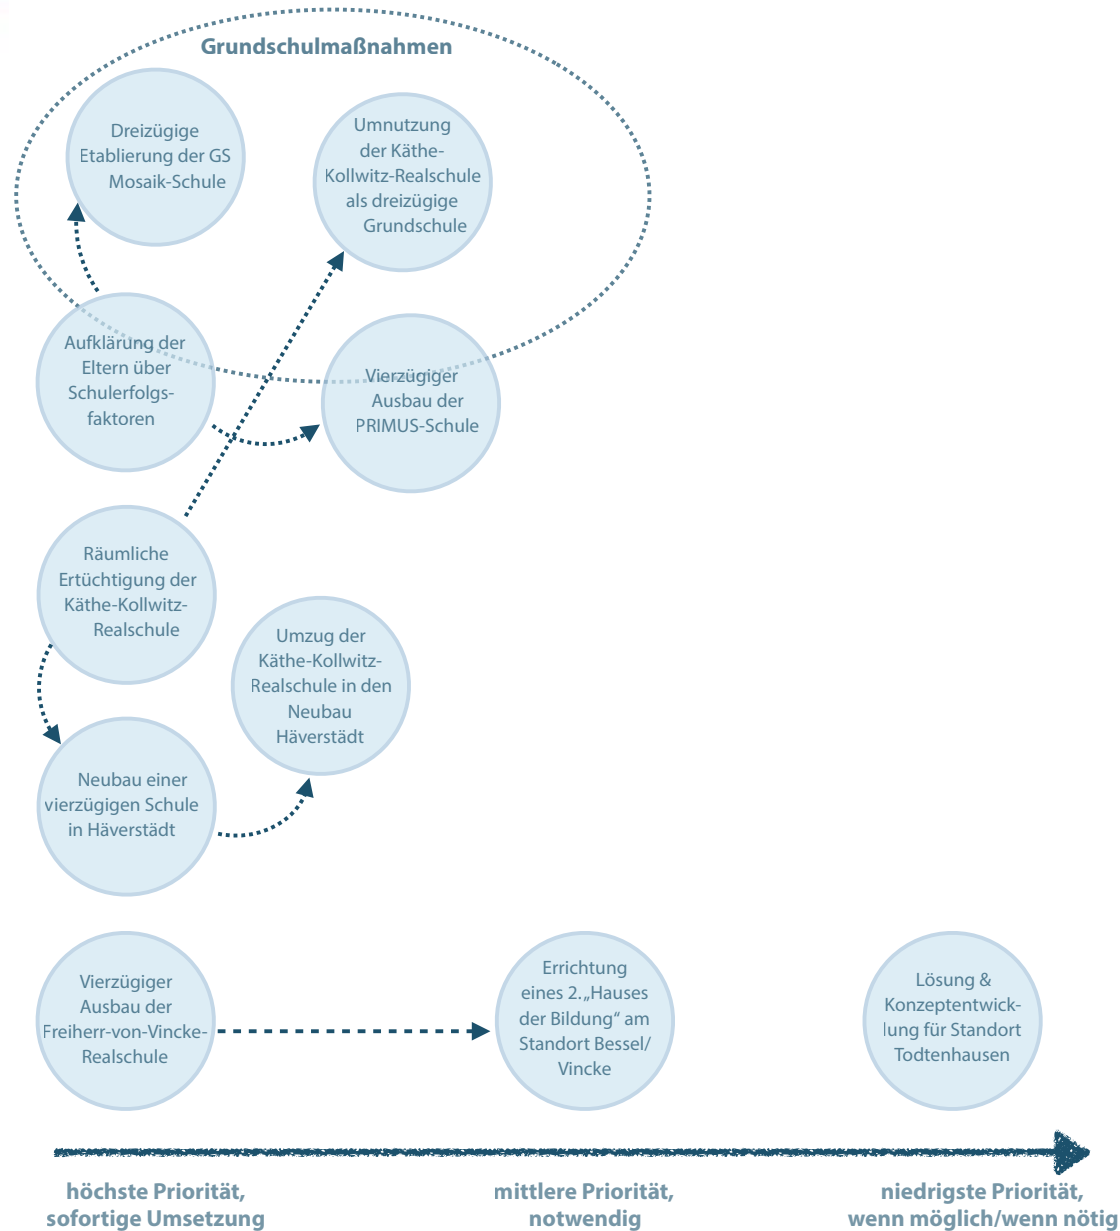 Grundschulmaßnahmen
Dreizügige
Etablierung der GS
Mosaik-Schule
Umnutzung
der Käthe-
Kollwitz-Realschule
als dreizügige
Grundschule
Aufklärung der
Eltern über
Schulerfolgs-
faktoren
Vierzügiger
Ausbau der
PRIMUS-Schule
Räumliche
Ertüchtigung der
Käthe-Kollwitz-
Realschule
Umzug der
Käthe-Kollwitz-
Realschule in den
Neubau
Häverstädt
Neubau einer
vierzügigen Schule
in Häverstädt
Vierzügiger
Ausbau der
Freiherr-von-Vincke-
Realschule
Errichtung
eines 2. „Hauses
der Bildung“ am
Standort Bessel/
Vincke
Lösung &
Konzeptentwick-
lung für Standort
Todtenhausen
höchste Priorität,
sofortige Umsetzung
mittlere Priorität,
notwendig
niedrigste Priorität,
wenn möglich/wenn nötig